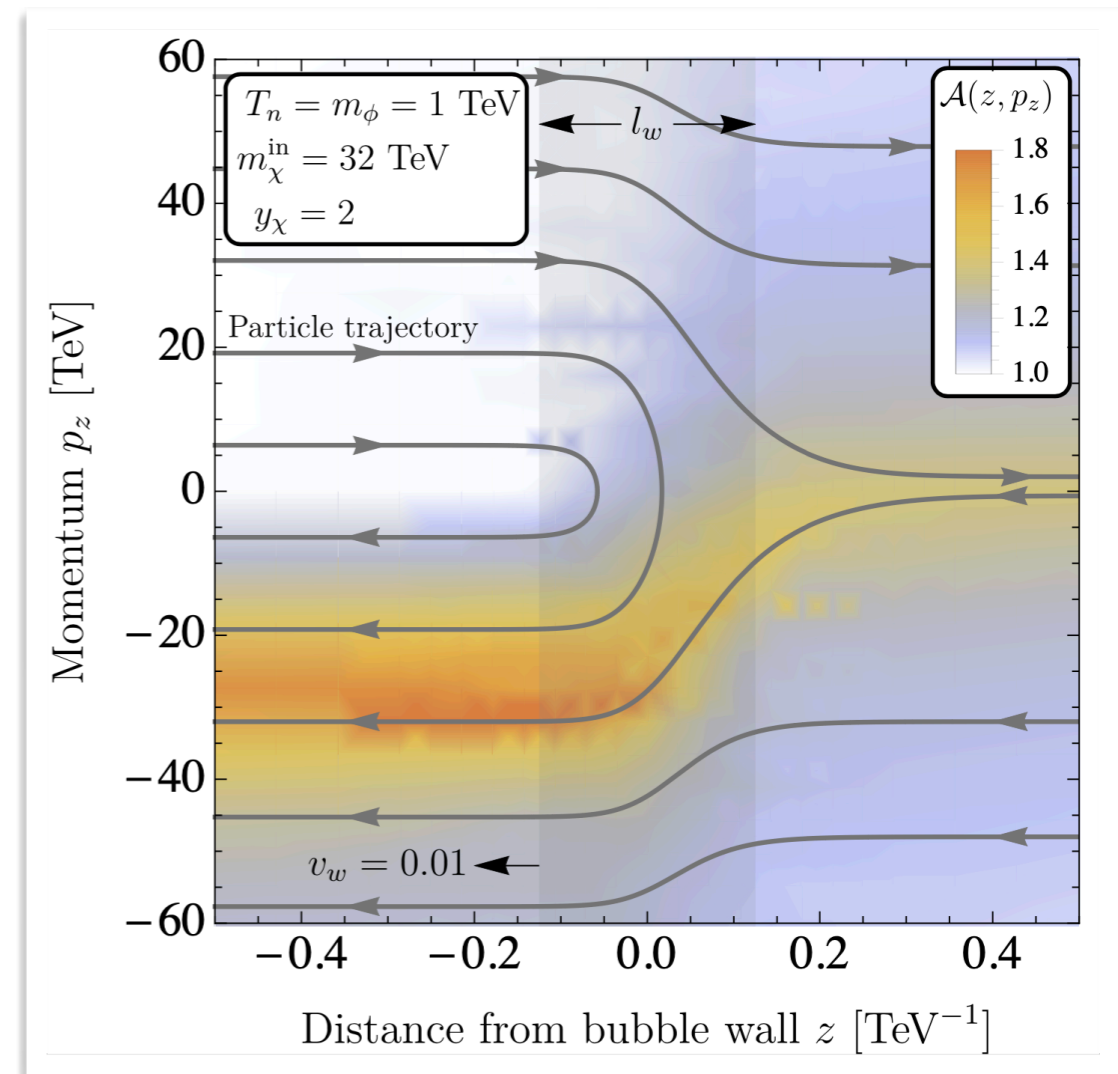 60
40
20
0
−20
−40
−60
Momentum p_z [TeV]
T_n = m_ϕ = 1 TeV
m_χ^in = 32 TeV
y_χ = 2
l_w
Particle trajectory
v_w = 0.01
𝒜(z, p_z)
1.8
1.6
1.4
1.2
1.0
−0.4 −0.2 0.0 0.2 0.4
Distance from bubble wall z [TeV⁻¹]